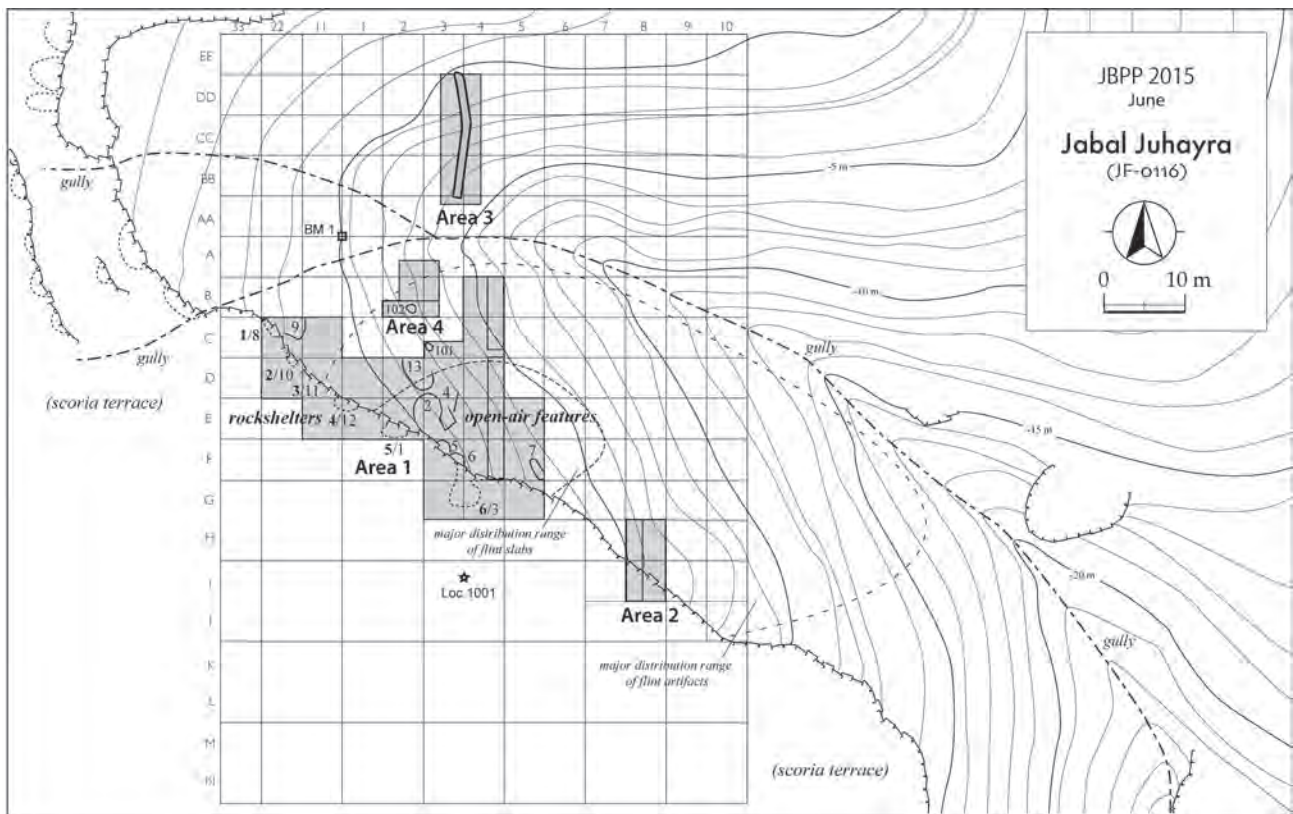 33 22 11 1 2 3 4 5 6 7 8 9 10
EE
DD
CC
BB
AA
A
B
C
D
E
F
G
H
I
J
K
L
M
N
JBPP 2015
June
Jabal Juhayra
(JF-0116)
0 10 m
gully
BM 1
Area 3
-5 m
-10 m
102
Area 4
101
1/8
9
gully
gully
2/10
3/11
13
4
2
(scoria terrace)
rockshelters
4/12
open-air features
-15 m
5/1
5
6
7
Area 1
6/3
major distribution range
of flint slabs
Loc.1001
Area 2
-20 m
gully
major distribution range
of flint artifacts
(scoria terrace)